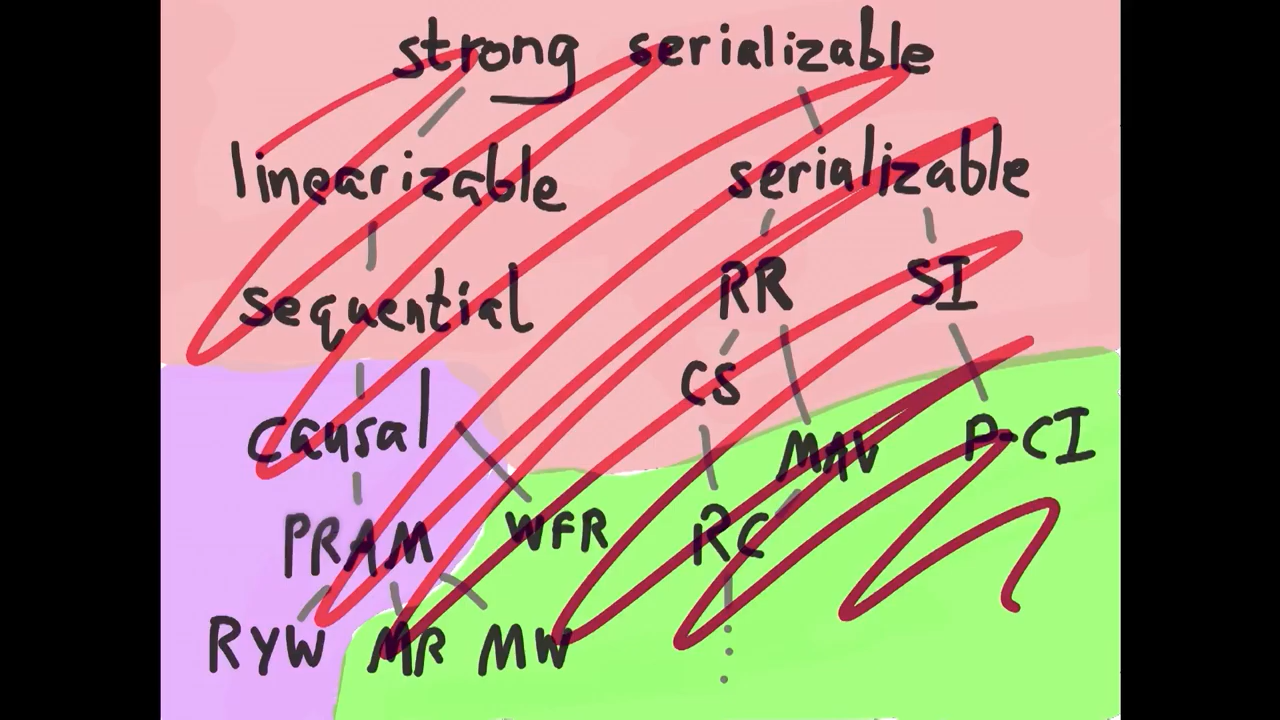 strong serializable
linearizable serializable
sequential RR SI
CS
causal MAV P-CI
PRAM WFR RC
RYW MR MW